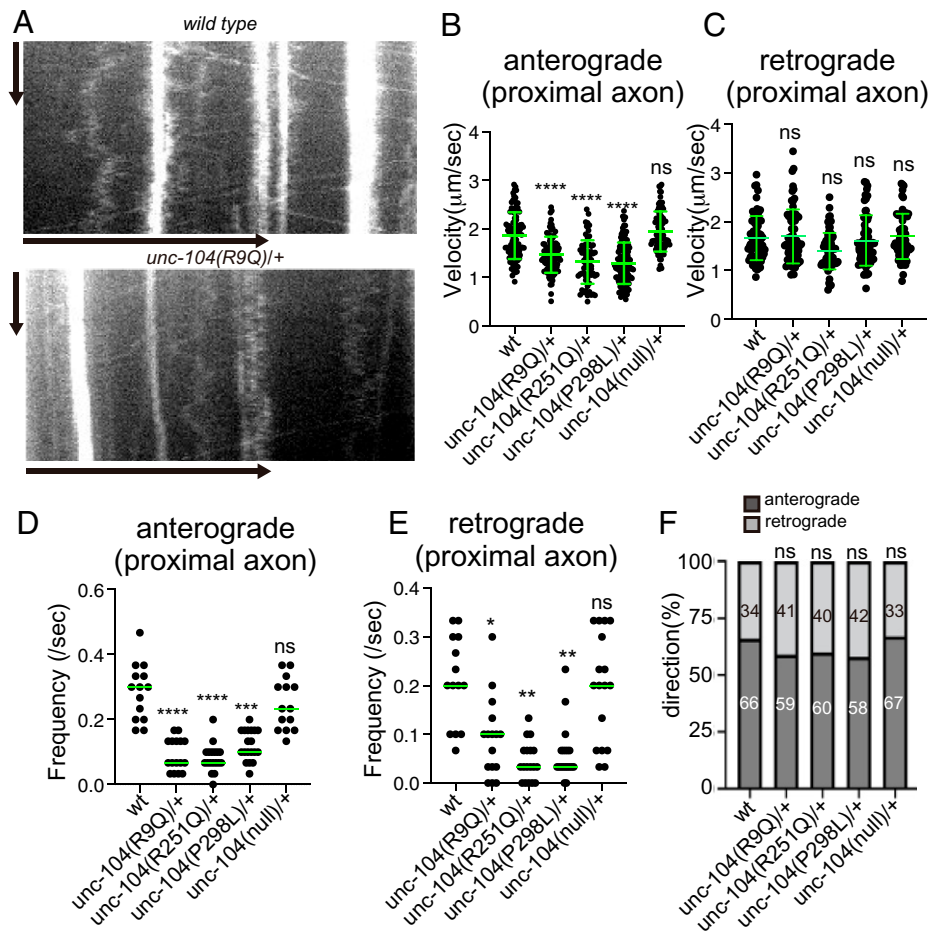 A
wild type
unc-104(R9Q)/+
B
anterograde
(proximal axon)
Velocity(μm/sec)
4
3
2
1
0
****
****
****
ns
wt
unc-104(R9Q)/+
unc-104(R251Q)/+
unc-104(P298L)/+
unc-104(null)/+
C
retrograde
(proximal axon)
Velocity(μm/sec)
4
3
2
1
0
ns
ns
ns
ns
wt
unc-104(R9Q)/+
unc-104(R251Q)/+
unc-104(P298L)/+
unc-104(null)/+
D
anterograde
(proximal axon)
Frequency (/sec)
0.6
0.4
0.2
0.0
****
****
***
ns
wt
unc-104(R9Q)/+
unc-104(R251Q)/+
unc-104(P298L)/+
unc-104(null)/+
E
retrograde
(proximal axon)
Frequency (/sec)
0.4
0.3
0.2
0.1
0.0
*
**
**
ns
wt
unc-104(R9Q)/+
unc-104(R251Q)/+
unc-104(P298L)/+
unc-104(null)/+
F
anterograde
retrograde
direction(%)
100
75
50
25
0
ns
ns
ns
ns
34
41
40
42
33
66
59
60
58
67
wt
unc-104(R9Q)/+
unc-104(R251Q)/+
unc-104(P298L)/+
unc-104(null)/+